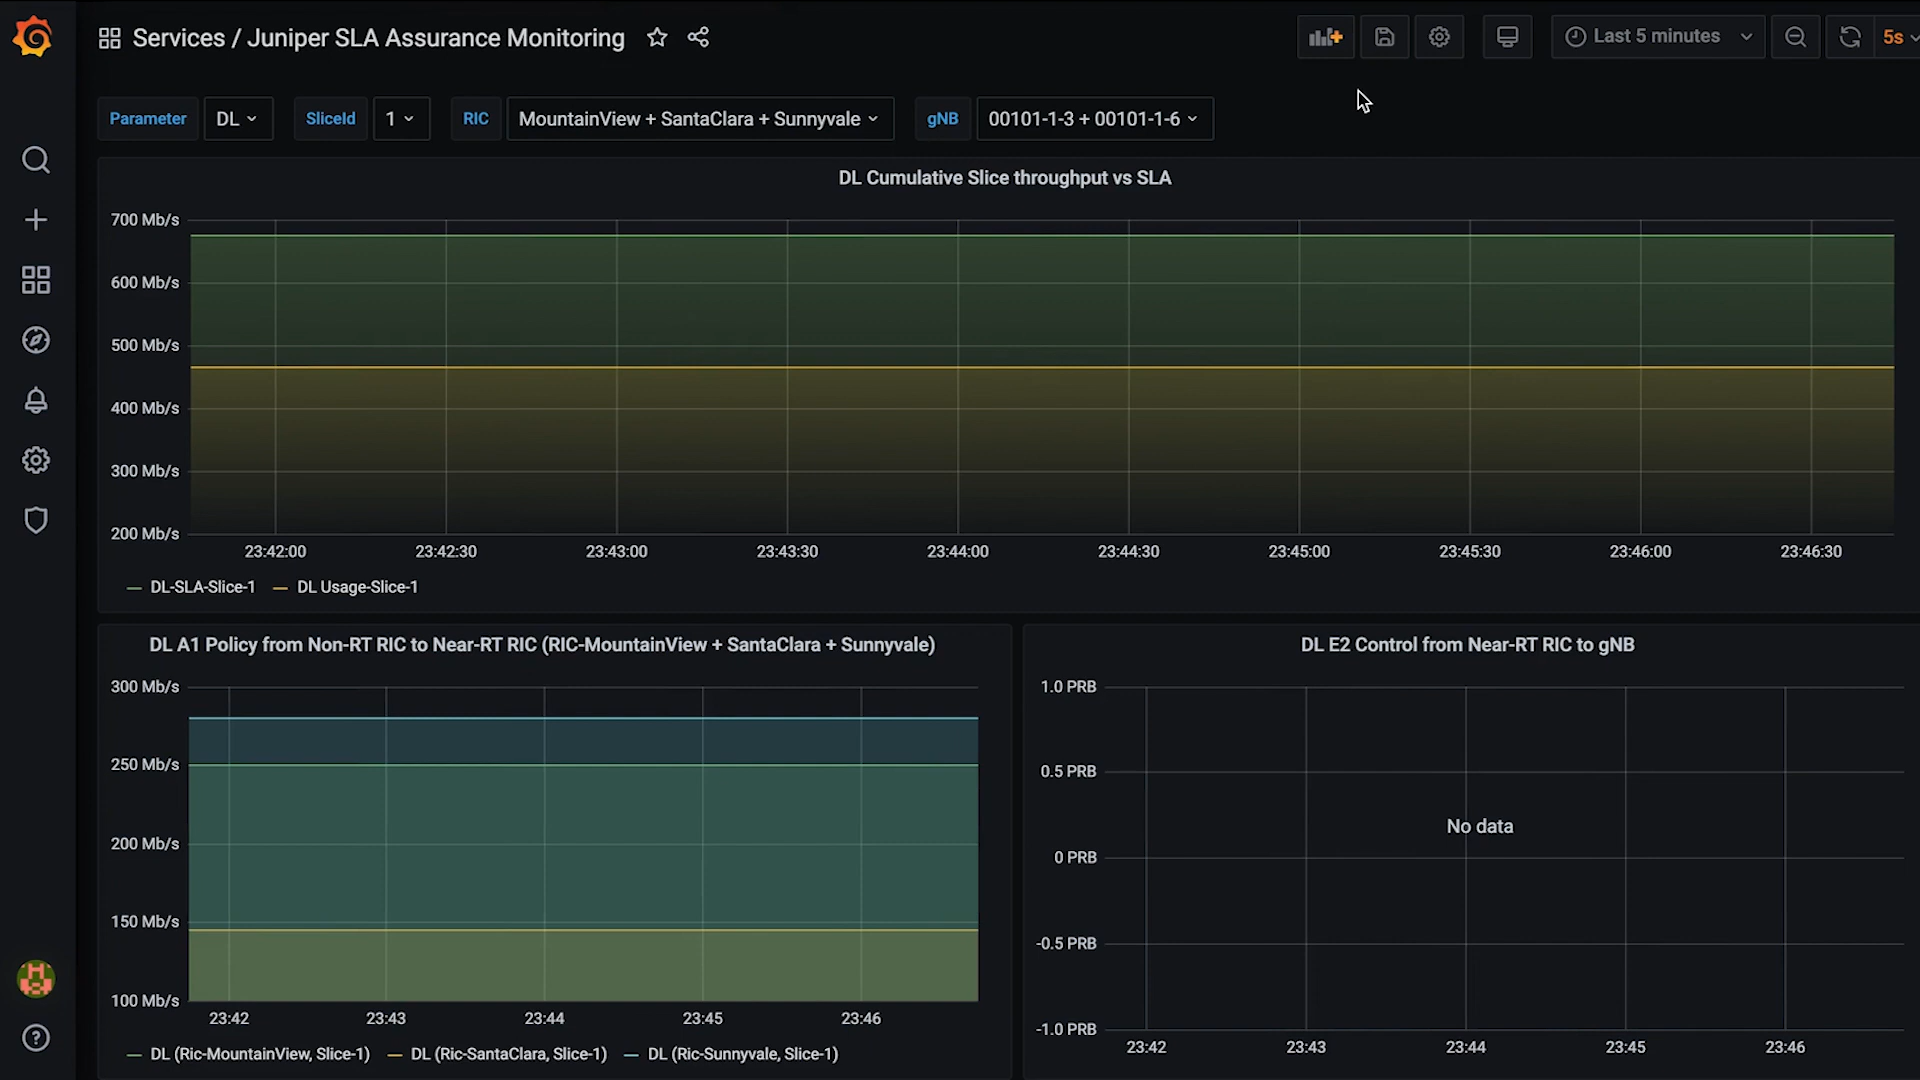 Services / Juniper SLA Assurance Monitoring
Last 5 minutes
5s
Parameter DL SliceId 1 RIC MountainView + SantaClara + Sunnyvale gNB 00101-1-3 + 00101-1-6
DL Cumulative Slice throughput vs SLA
700 Mb/s
600 Mb/s
500 Mb/s
400 Mb/s
300 Mb/s
200 Mb/s
23:42:00 23:42:30 23:43:00 23:43:30 23:44:00 23:44:30 23:45:00 23:45:30 23:46:00 23:46:30
DL-SLA-Slice-1 DL Usage-Slice-1
DL A1 Policy from Non-RT RIC to Near-RT RIC (RIC-MountainView + SantaClara + Sunnyvale)
300 Mb/s
250 Mb/s
200 Mb/s
150 Mb/s
100 Mb/s
23:42 23:43 23:44 23:45 23:46
DL (Ric-MountainView, Slice-1) DL (Ric-SantaClara, Slice-1) DL (Ric-Sunnyvale, Slice-1)
DL E2 Control from Near-RT RIC to gNB
1.0 PRB
0.5 PRB
No data
0 PRB
-0.5 PRB
-1.0 PRB
23:42 23:43 23:44 23:45 23:46